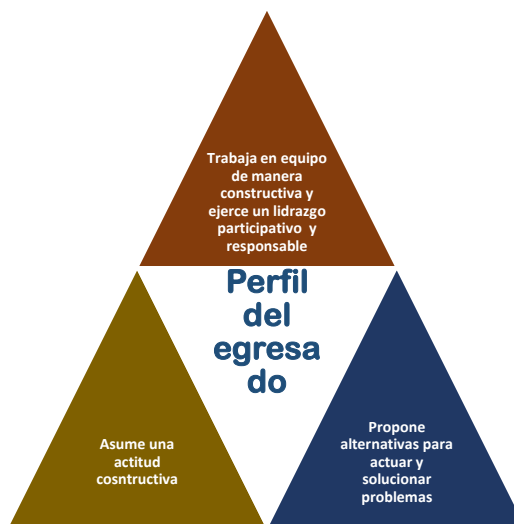 Trabaja en equipo
de manera
constructiva y
ejerce un lidrazgo
participativo y
responsable
Perfil
del
egresa
do
Asume una
actitud
cosntructiva
Propone
alternativas para
actuar y
solucionar
problemas